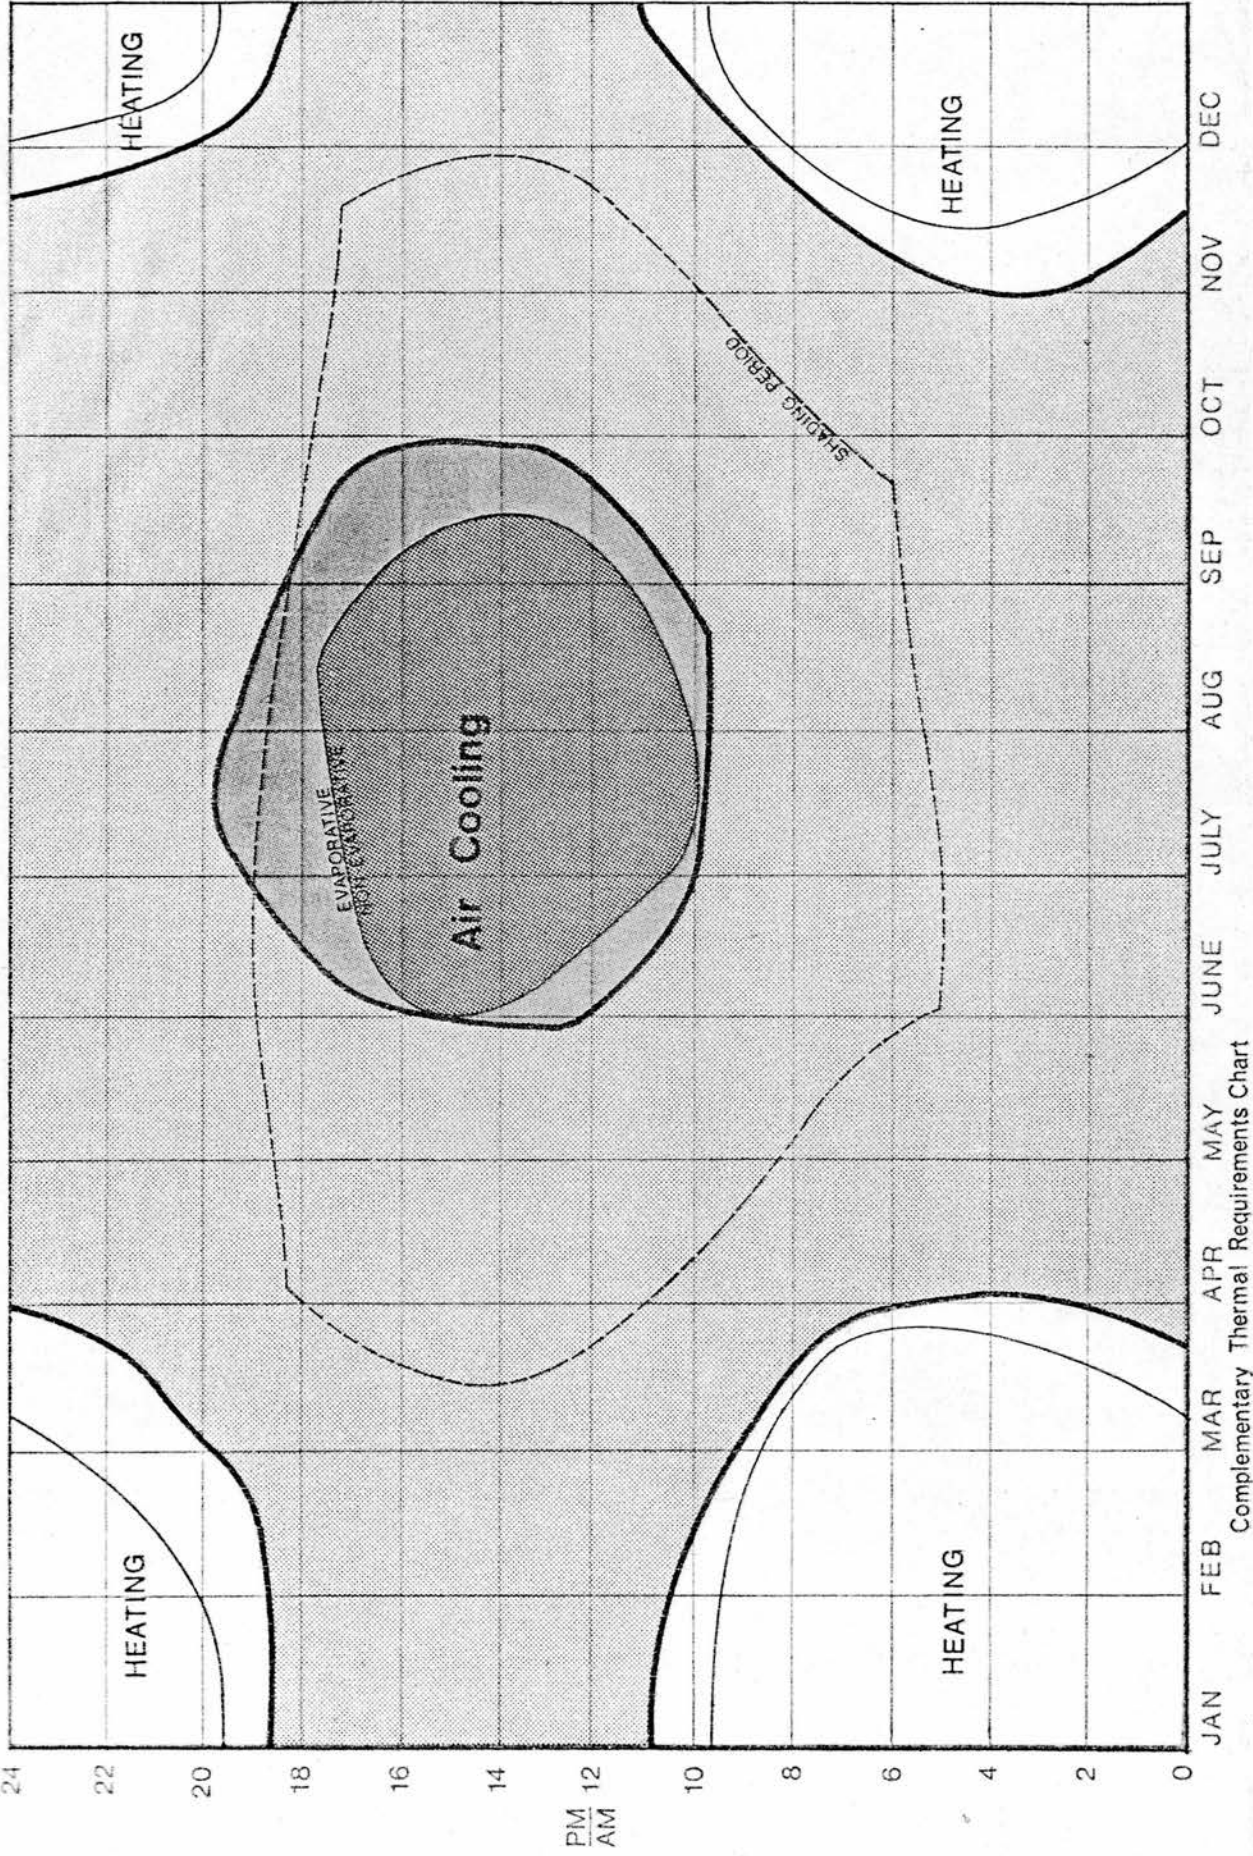 24
22
20
18
16
14
12
10
8
6
4
2
0
PM
AM
HEATING
HEATING
HEATING
HEATING
EVAPORATIVE
NON EVAPORATIVE
Air Cooling
SHADING PERIOD
JAN FEB MAR APR MAY JUNE JULY AUG SEP OCT NOV DEC
Complementary Thermal Requirements Chart